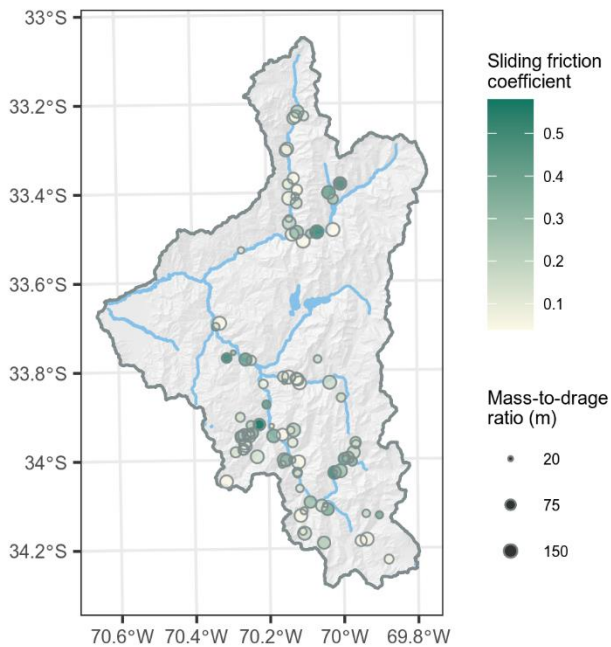 33°S
33.2°S
33.4°S
33.6°S
33.8°S
34°S
34.2°S
70.6°W 70.4°W 70.2°W 70°W 69.8°W
Sliding friction
coefficient
0.5
0.4
0.3
0.2
0.1
Mass-to-drage
ratio (m)
20
75
150